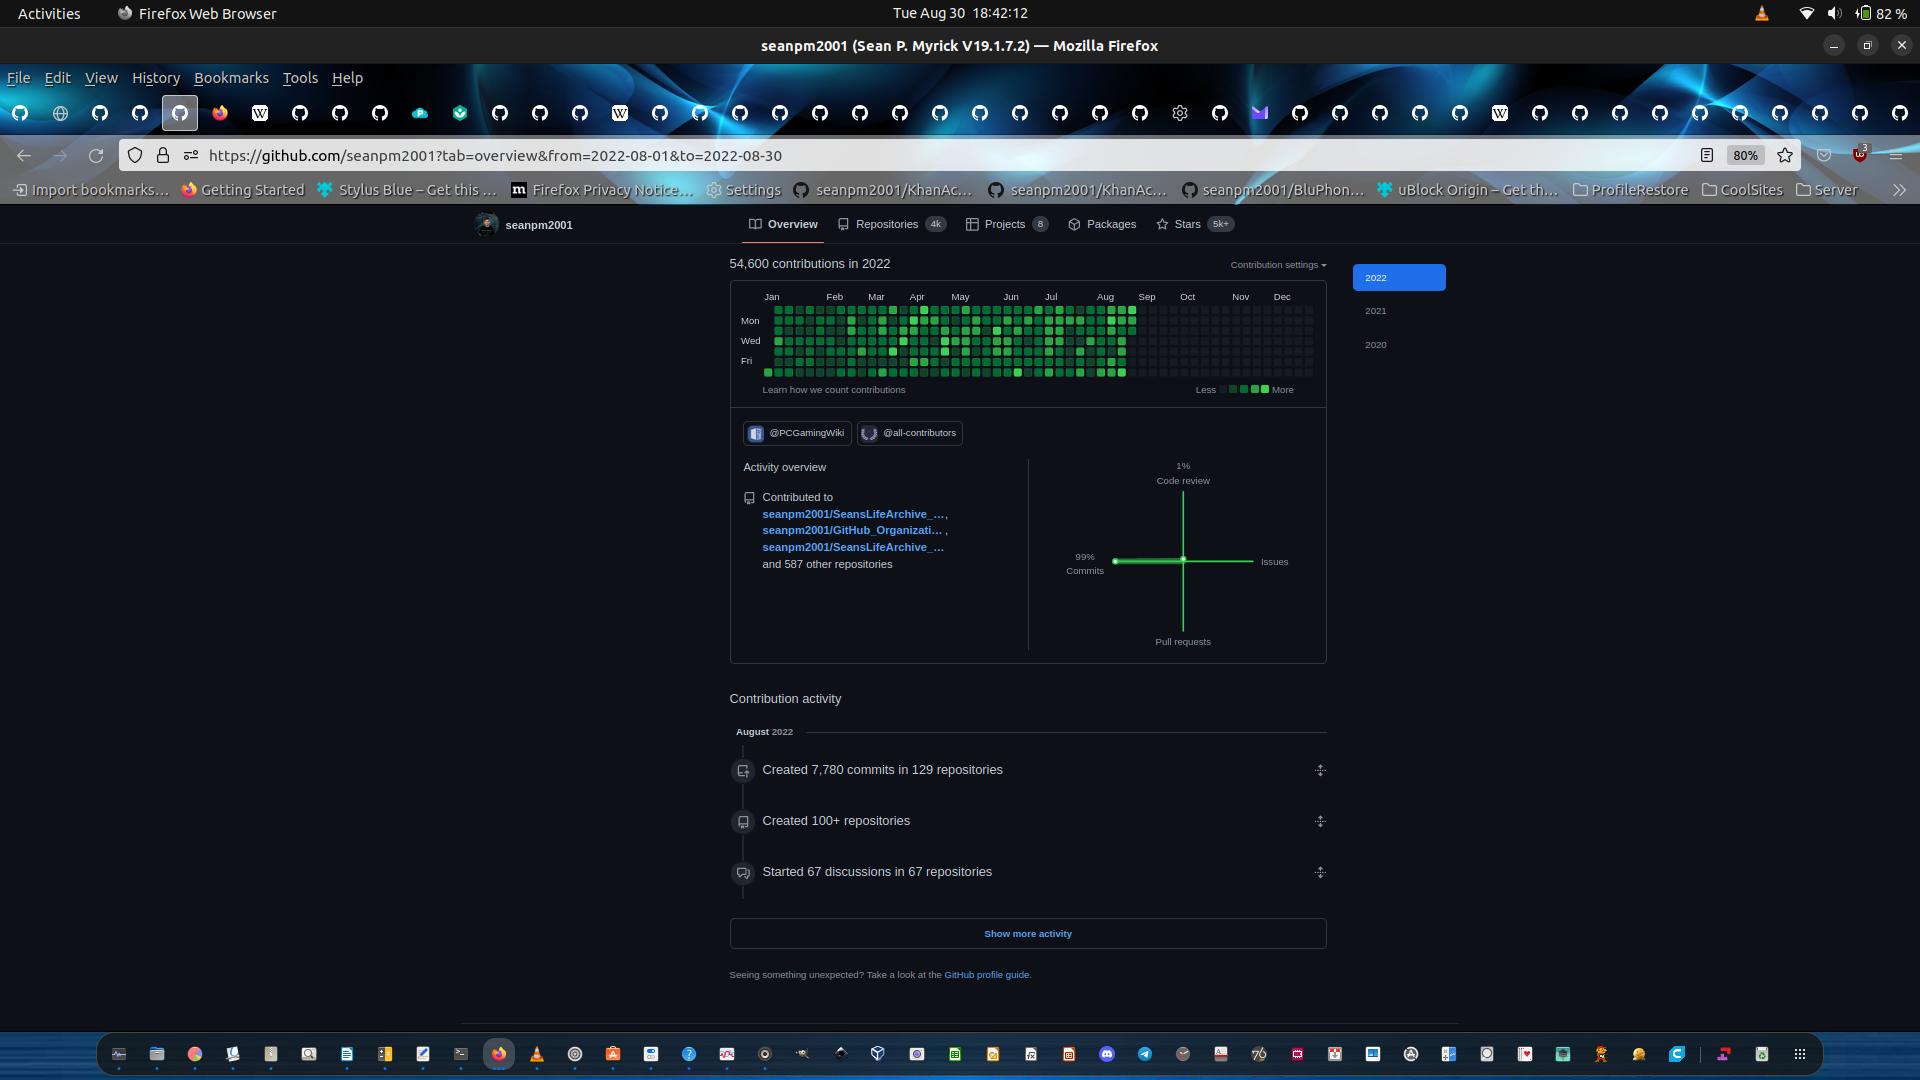 Activities Firefox Web Browser Tue Aug 30 18:42:12 82 %
seanpm2001 (Sean P. Myrick V19.1.7.2) — Mozilla Firefox
File Edit View History Bookmarks Tools Help
https://github.com/seanpm2001?tab=overview&from=2022-08-01&to=2022-08-30 80% 3
Import bookmarks… Getting Started Stylus Blue – Get this … Firefox Privacy Notice… Settings seanpm2001/KhanAc… seanpm2001/KhanAc… seanpm2001/BluPhon… uBlock Origin – Get th… ProfileRestore CoolSites Server
seanpm2001 Overview Repositories 4k Projects 8 Packages Stars 5k+
54,600 contributions in 2022 Contribution settings
2022
2021
2020
Jan Feb Mar Apr May Jun Jul Aug Sep Oct Nov Dec
Mon
Wed
Fri
Learn how we count contributions Less More
@PCGamingWiki @all-contributors
Activity overview
Contributed to
seanpm2001/SeansLifeArchive_…,
seanpm2001/GitHub_Organizati… ,
seanpm2001/SeansLifeArchive_…
and 587 other repositories
1%
Code review
99%
Commits
Issues
Pull requests
Contribution activity
August 2022
Created 7,780 commits in 129 repositories
Created 100+ repositories
Started 67 discussions in 67 repositories
Show more activity
Seeing something unexpected? Take a look at the GitHub profile guide.